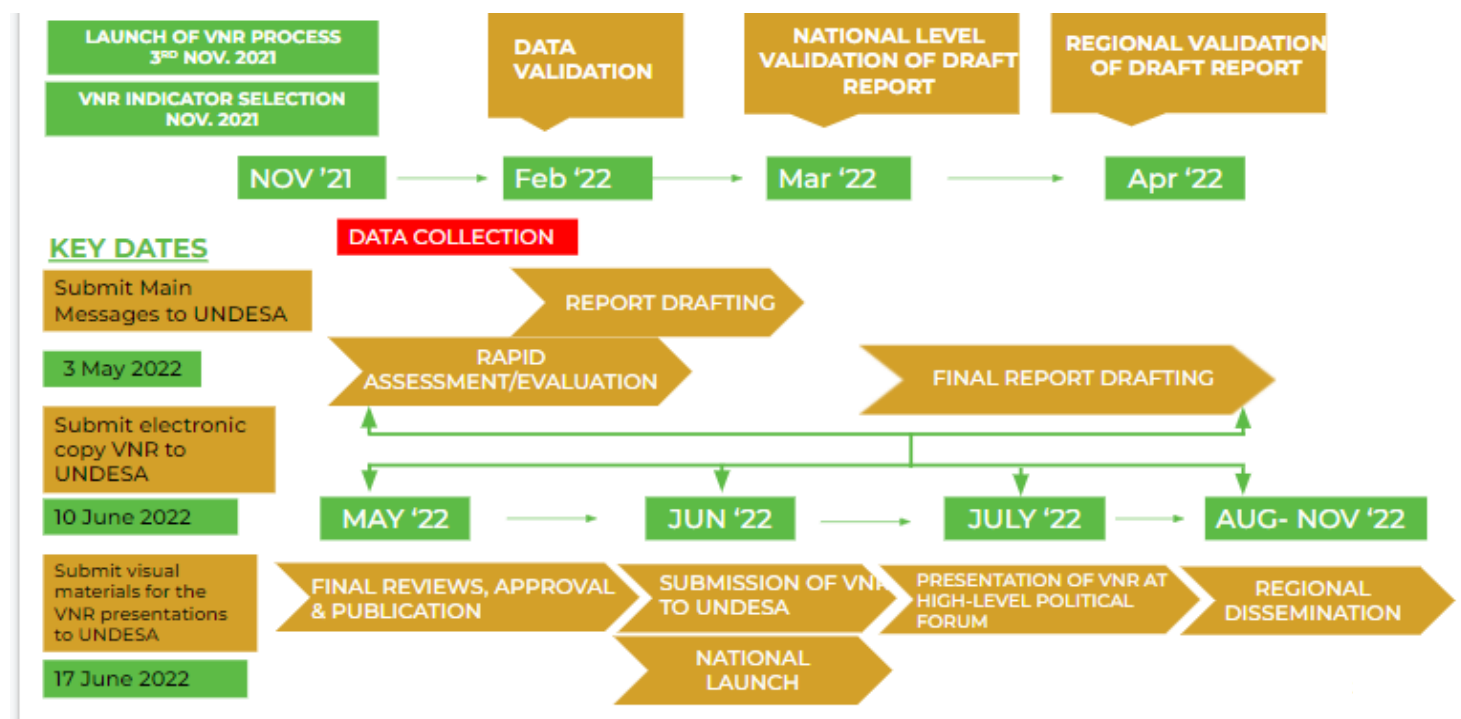 LAUNCH OF VNR PROCESS
3RD NOV. 2021
VNR INDICATOR SELECTION
NOV. 2021
DATA
VALIDATION
NATIONAL LEVEL
VALIDATION OF DRAFT
REPORT
REGIONAL VALIDATION
OF DRAFT REPORT
NOV ’21
Feb ‘22
Mar ‘22
Apr ‘22
DATA COLLECTION
KEY DATES
Submit Main
Messages to UNDESA
REPORT DRAFTING
3 May 2022
RAPID
ASSESSMENT/EVALUATION
FINAL REPORT DRAFTING
Submit electronic
copy VNR to
UNDESA
10 June 2022
MAY ‘22
JUN ‘22
JULY ‘22
AUG- NOV ‘22
Submit visual
materials for the
VNR presentations
to UNDESA
17 June 2022
FINAL REVIEWS, APPROVAL
& PUBLICATION
SUBMISSION OF VNR
TO UNDESA
PRESENTATION OF VNR AT
HIGH-LEVEL POLITICAL
FORUM
REGIONAL
DISSEMINATION
NATIONAL
LAUNCH